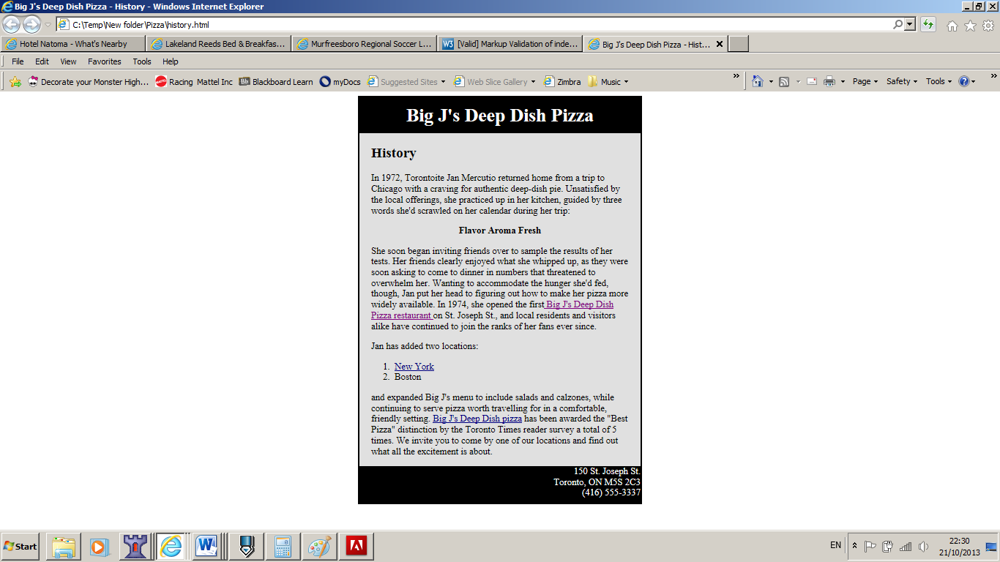 Big J's Deep Dish Pizza - History - Windows Internet Explorer
C:\Temp\New folder\Pizza\history.html
Hotel Natoma - What's Nearby
Lakeland Reeds Bed & Breakfas...
Murfreesboro Regional Soccer L...
W3 [Valid] Markup Validation of inde...
Big J's Deep Dish Pizza - Hist...
File Edit View Favorites Tools Help
Decorate your Monster High... Racing Mattel Inc Bb Blackboard Learn myDocs Suggested Sites Web Slice Gallery Zimbra Music » Page Safety Tools »
Big J's Deep Dish Pizza
History
In 1972, Torontoite Jan Mercutio returned home from a trip to
Chicago with a craving for authentic deep-dish pie. Unsatisfied by
the local offerings, she practiced up in her kitchen, guided by three
words she'd scrawled on her calendar during her trip:
Flavor Aroma Fresh
She soon began inviting friends over to sample the results of her
tests. Her friends clearly enjoyed what she whipped up, as they were
soon asking to come to dinner in numbers that threatened to
overwhelm her. Wanting to accommodate the hunger she'd fed,
though, Jan put her head to figuring out how to make her pizza more
widely available. In 1974, she opened the first Big J's Deep Dish
Pizza restaurant on St. Joseph St., and local residents and visitors
alike have continued to join the ranks of her fans ever since.
Jan has added two locations:
1. New York
2. Boston
and expanded Big J's menu to include salads and calzones, while
continuing to serve pizza worth travelling for in a comfortable,
friendly setting. Big J's Deep Dish pizza has been awarded the "Best
Pizza" distinction by the Toronto Times reader survey a total of 5
times. We invite you to come by one of our locations and find out
what all the excitement is about.
150 St. Joseph St.
Toronto, ON M5S 2C3
(416) 555-3337
Start
EN
22:30
21/10/2013